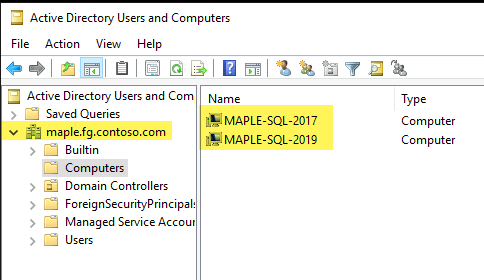 Active Directory Users and Computers
File Action View Help
Active Directory Users and Com
Saved Queries
maple.fg.contoso.com
Builtin
Computers
Domain Controllers
ForeignSecurityPrincipals
Managed Service Accoun
Users
Name Type
MAPLE-SQL-2017 Computer
MAPLE-SQL-2019 Computer